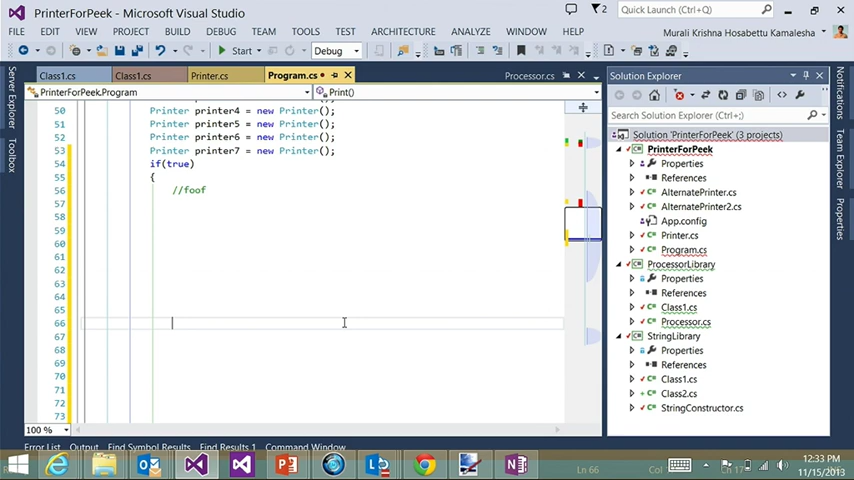 PrinterForPeek - Microsoft Visual Studio
2
Quick Launch (Ctrl+Q)
FILE EDIT VIEW PROJECT BUILD DEBUG TEAM TOOLS TEST ARCHITECTURE ANALYZE WINDOW HELP
Murali Krishna Hosabettu Kamalesha
Start Debug
Server Explorer
Toolbox
Class1.cs Class1.cs Printer.cs Program.cs Processor.cs
PrinterForPeek.Program Print()
50 Printer printer4 = new Printer();
51 Printer printer5 = new Printer();
52 Printer printer6 = new Printer();
53 Printer printer7 = new Printer();
54 if(true)
55 {
56 //foof
57
58
59
60
61
62
63
64
65
66
67
68
69
70
71
72
73
100 %
Solution Explorer
Search Solution Explorer (Ctrl+;)
Solution 'PrinterForPeek' (3 projects)
PrinterForPeek
Properties
References
AlternatePrinter.cs
AlternatePrinter2.cs
App.config
Printer.cs
Program.cs
ProcessorLibrary
Properties
References
Class1.cs
Processor.cs
StringLibrary
Properties
References
Class1.cs
Class2.cs
StringConstructor.cs
Notifications
Team Explorer
Properties
Error List Output Find Symbol Results Find Results 1 Command Window
Ln 66
Ch 17
12:33 PM
11/15/2013